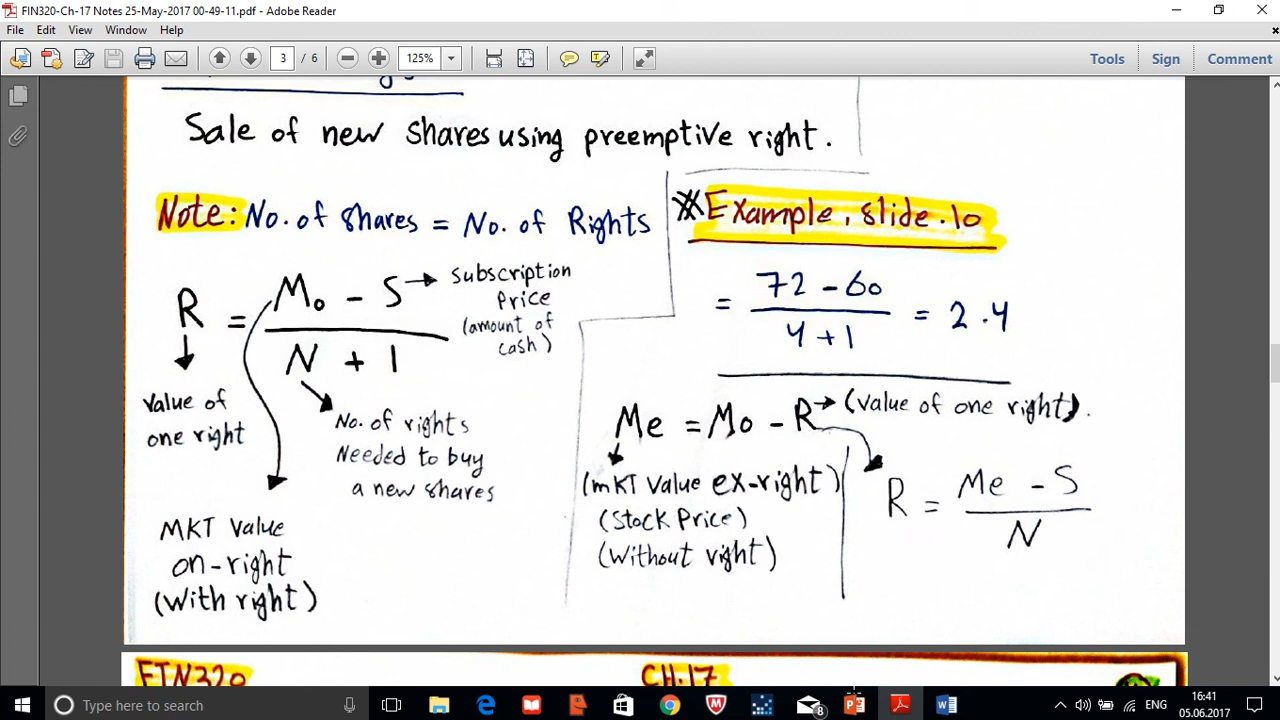 FIN320-Ch-17 Notes 25-May-2017 00-49-11.pdf - Adobe Reader
File Edit View Window Help
3 / 6 125% Tools Sign Comment
Sale of new shares using preemptive right.
Note: No. of shares = No. of Rights
R = Mo - S
N + 1
subscription
Price
(amount of
cash)
Value of
one right
No. of rights
Needed to buy
a new shares
MKT Value
on-right
(With right)
Example, slide.10
= 72 - 60
4 + 1
= 2.4
Me = Mo - R (Value of one right).
(MKT Value ex-right)
(Stock Price)
(Without right)
R = Me - S
N
FIN320 CH.17
Type here to search
8
ENG
16:41
05.06.2017